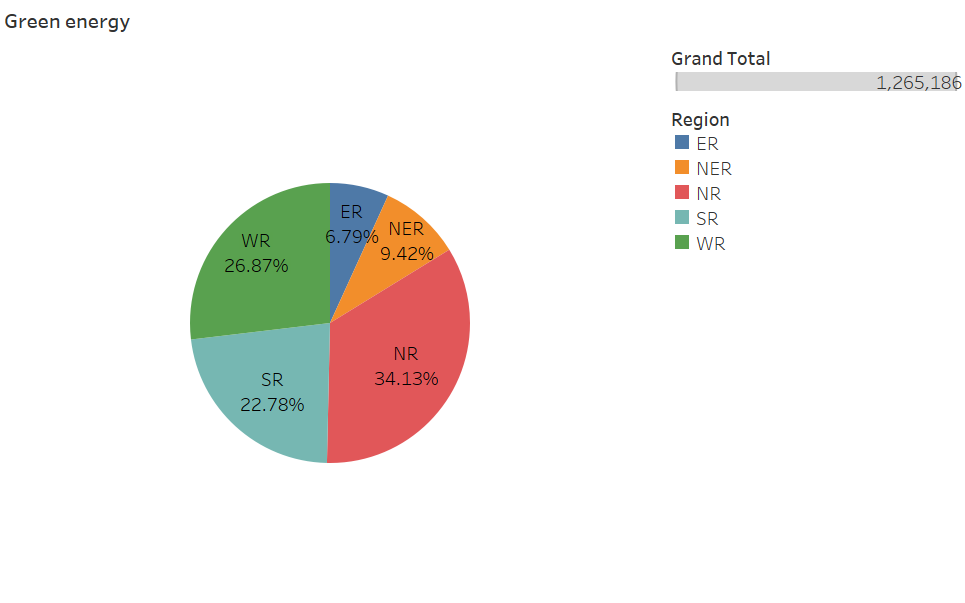 Green energy
Grand Total
1,265,186
Region
ER
NER
NR
SR
WR
ER
6.79%
NER
9.42%
WR
26.87%
NR
34.13%
SR
22.78%